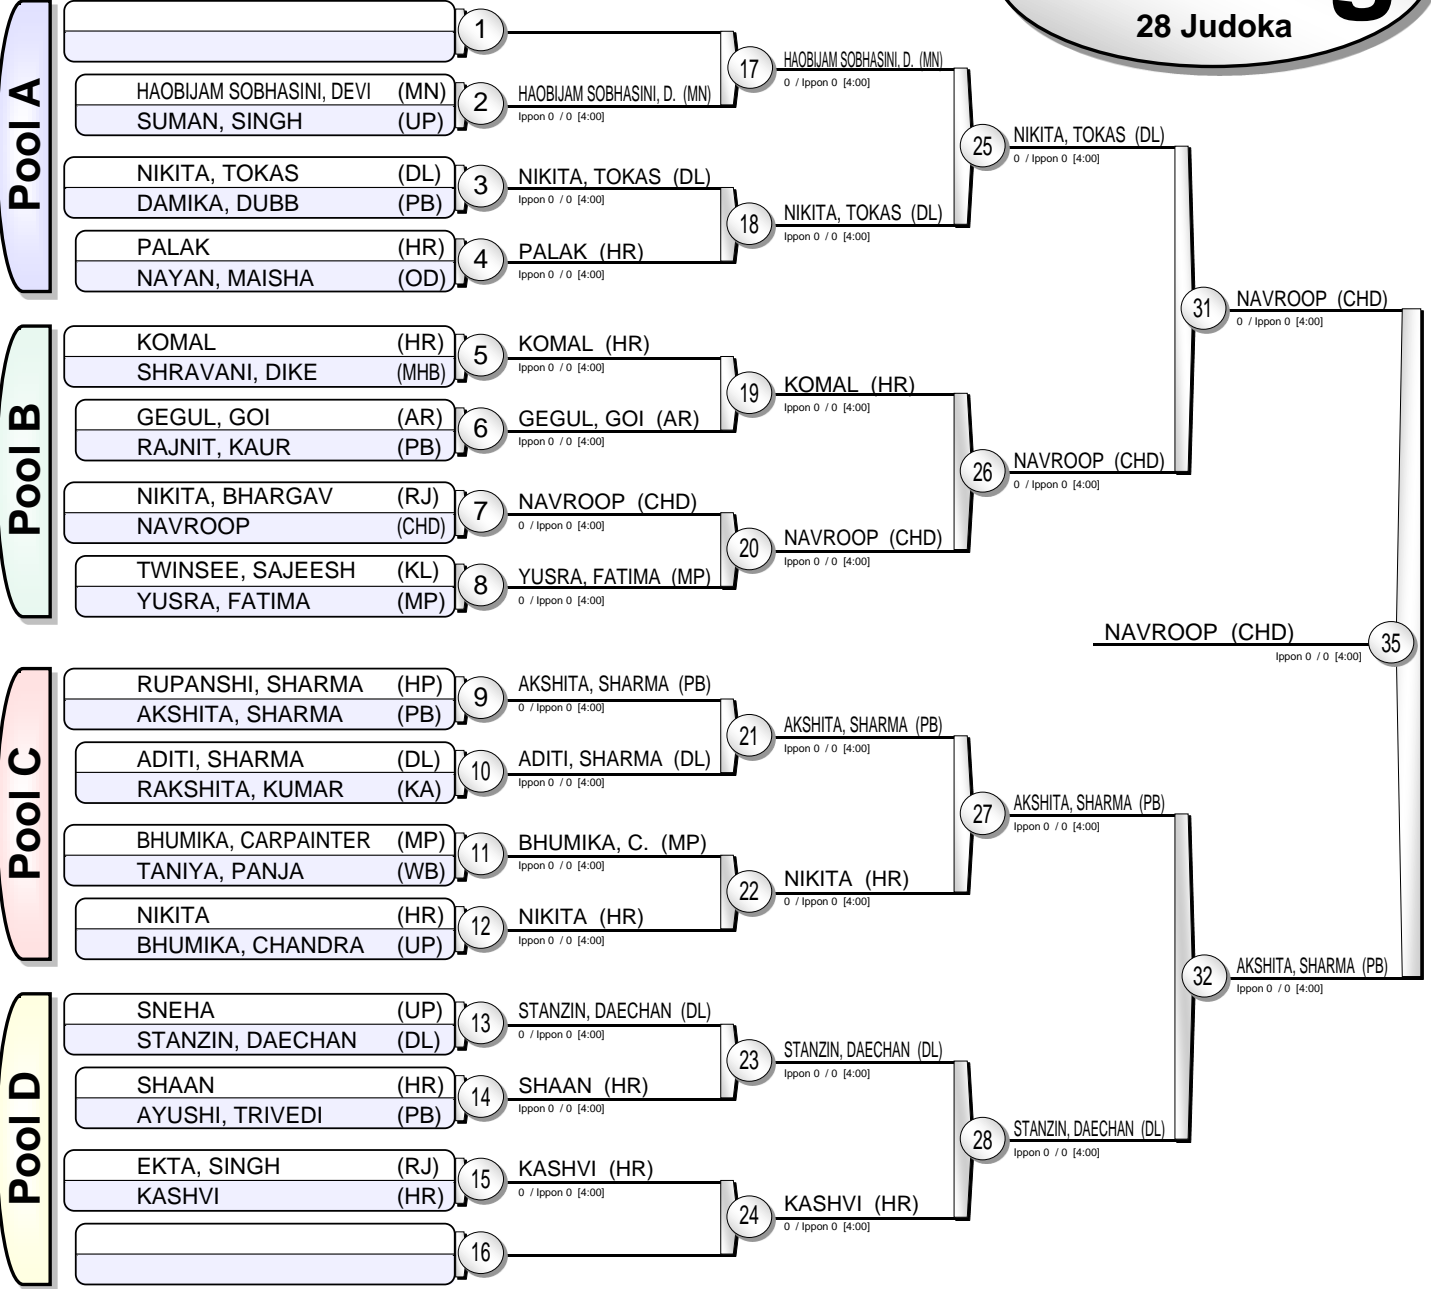 28 Judoka
Pool A
1
HAOBIJAM SOBHASINI, DEVI (MN)
SUMAN, SINGH (UP)
2
NIKITA, TOKAS (DL)
DAMIKA, DUBB (PB)
3
PALAK (HR)
NAYAN, MAISHA (OD)
4
Pool B
KOMAL (HR)
SHRAVANI, DIKE (MHB)
5
GEGUL, GOI (AR)
RAJNIT, KAUR (PB)
6
NIKITA, BHARGAV (RJ)
NAVROOP (CHD)
7
TWINSEE, SAJEESH (KL)
YUSRA, FATIMA (MP)
8
Pool C
RUPANSHI, SHARMA (HP)
AKSHITA, SHARMA (PB)
9
ADITI, SHARMA (DL)
RAKSHITA, KUMAR (KA)
10
BHUMIKA, CARPAINTER (MP)
TANIYA, PANJA (WB)
11
NIKITA (HR)
BHUMIKA, CHANDRA (UP)
12
Pool D
SNEHA (UP)
STANZIN, DAECHAN (DL)
13
SHAAN (HR)
AYUSHI, TRIVEDI (PB)
14
EKTA, SINGH (RJ)
KASHVI (HR)
15
16
HAOBIJAM SOBHASINI, D. (MN)
Ippon 0 / 0 [4:00]
NIKITA, TOKAS (DL)
Ippon 0 / 0 [4:00]
PALAK (HR)
Ippon 0 / 0 [4:00]
KOMAL (HR)
Ippon 0 / 0 [4:00]
GEGUL, GOI (AR)
Ippon 0 / 0 [4:00]
NAVROOP (CHD)
0 / Ippon 0 [4:00]
YUSRA, FATIMA (MP)
0 / Ippon 0 [4:00]
AKSHITA, SHARMA (PB)
0 / Ippon 0 [4:00]
ADITI, SHARMA (DL)
Ippon 0 / 0 [4:00]
BHUMIKA, C. (MP)
Ippon 0 / 0 [4:00]
NIKITA (HR)
Ippon 0 / 0 [4:00]
STANZIN, DAECHAN (DL)
0 / Ippon 0 [4:00]
SHAAN (HR)
Ippon 0 / 0 [4:00]
KASHVI (HR)
0 / Ippon 0 [4:00]
17
HAOBIJAM SOBHASINI, D. (MN)
0 / Ippon 0 [4:00]
18
NIKITA, TOKAS (DL)
Ippon 0 / 0 [4:00]
19
KOMAL (HR)
Ippon 0 / 0 [4:00]
20
NAVROOP (CHD)
Ippon 0 / 0 [4:00]
21
AKSHITA, SHARMA (PB)
Ippon 0 / 0 [4:00]
22
NIKITA (HR)
0 / Ippon 0 [4:00]
23
STANZIN, DAECHAN (DL)
Ippon 0 / 0 [4:00]
24
KASHVI (HR)
0 / Ippon 0 [4:00]
25
NIKITA, TOKAS (DL)
0 / Ippon 0 [4:00]
26
NAVROOP (CHD)
0 / Ippon 0 [4:00]
27
AKSHITA, SHARMA (PB)
Ippon 0 / 0 [4:00]
28
STANZIN, DAECHAN (DL)
Ippon 0 / 0 [4:00]
31
NAVROOP (CHD)
0 / Ippon 0 [4:00]
32
AKSHITA, SHARMA (PB)
Ippon 0 / 0 [4:00]
NAVROOP (CHD)
Ippon 0 / 0 [4:00]
35